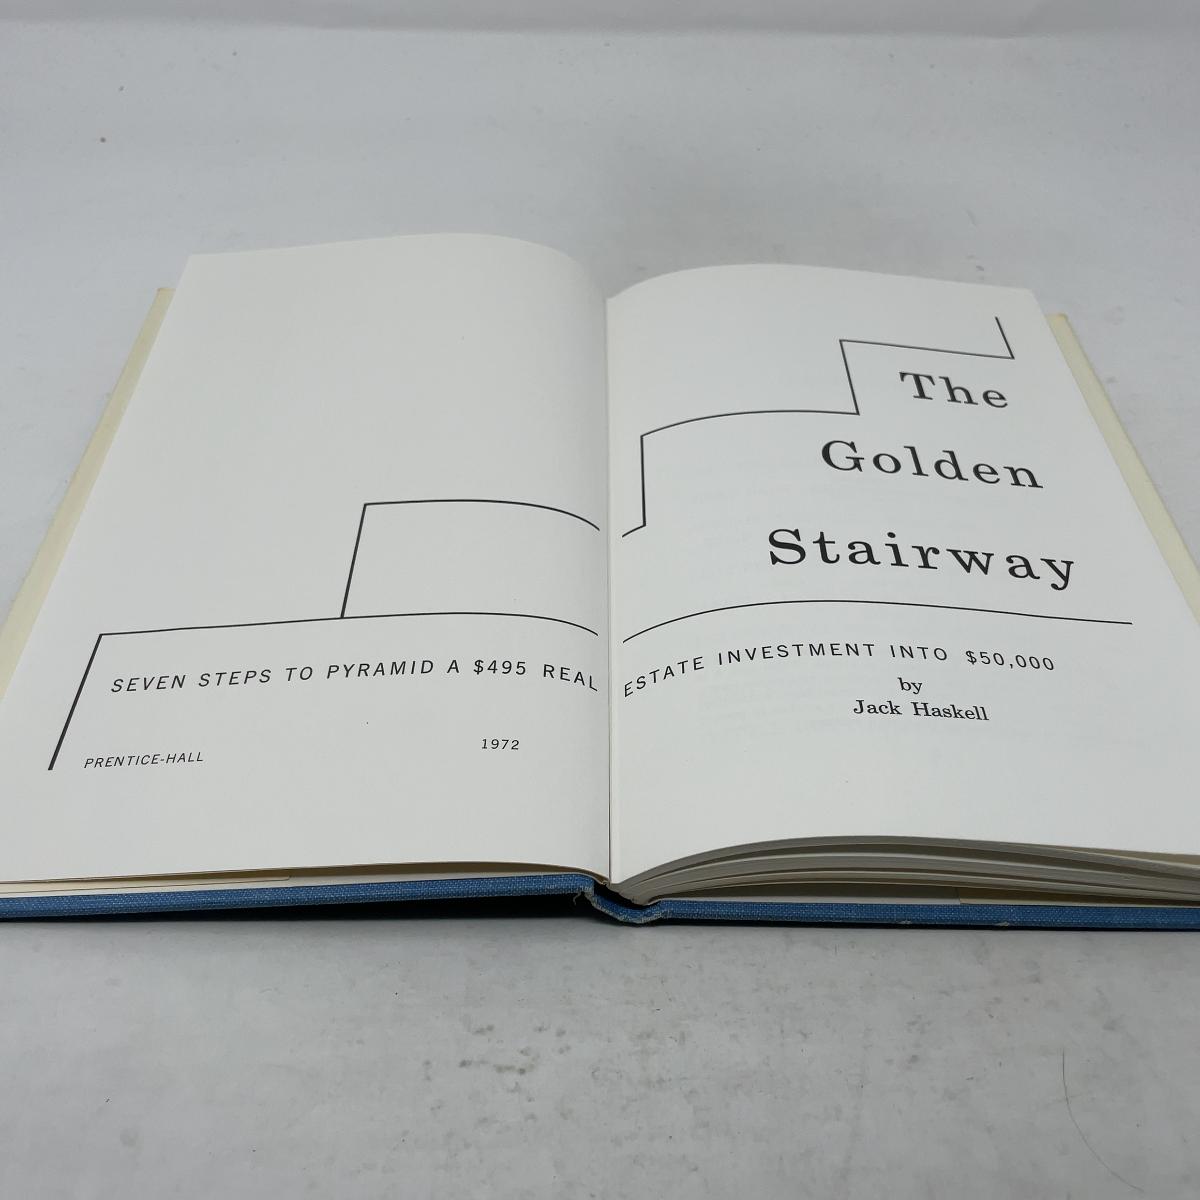 The
Golden
Stairway
SEVEN STEPS TO PYRAMID A $495 REAL ESTATE INVESTMENT INTO $50,000
by
Jack Haskell
PRENTICE-HALL
1972